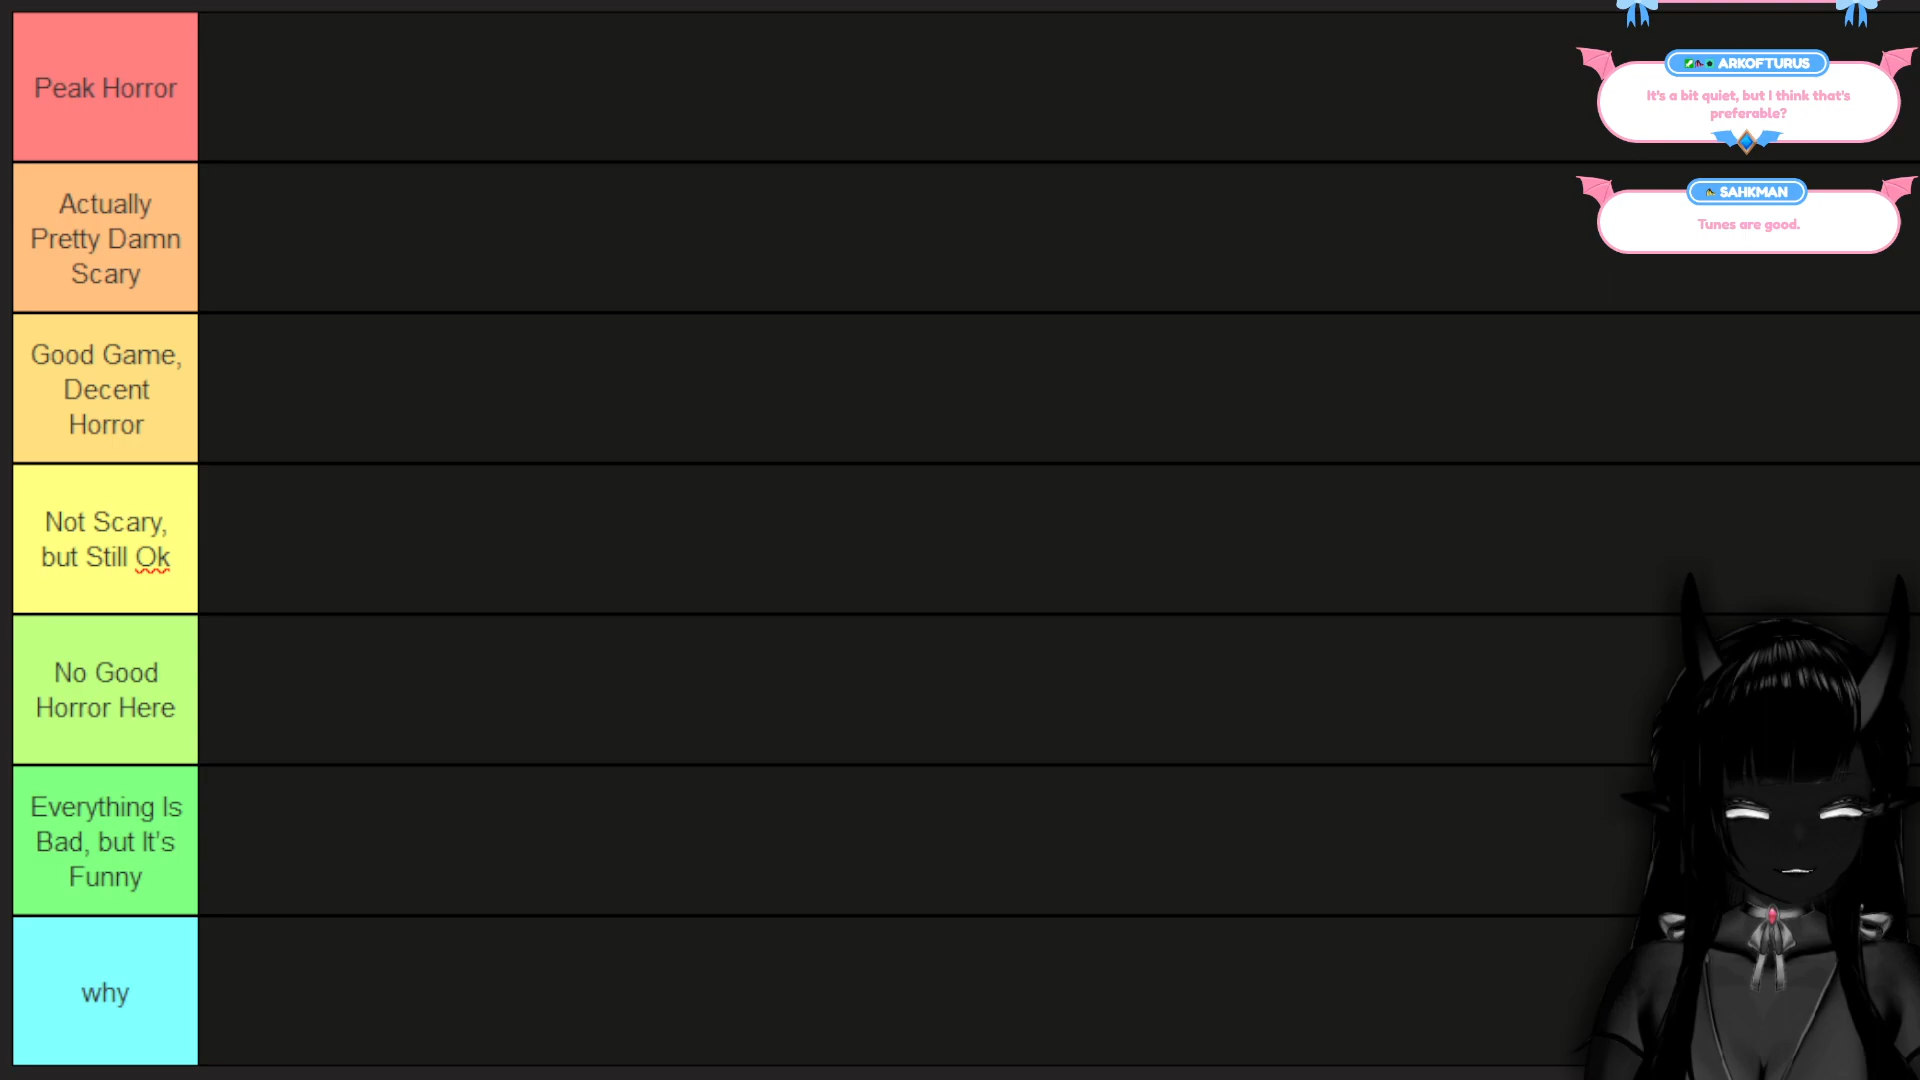 Peak Horror
Actually
Pretty Damn
Scary
Good Game,
Decent
Horror
Not Scary,
but Still Ok
No Good
Horror Here
Everything Is
Bad, but It's
Funny
why
ARKOFTURUS
It's a bit quiet, but I think that's
preferable?
SAHKMAN
Tunes are good.